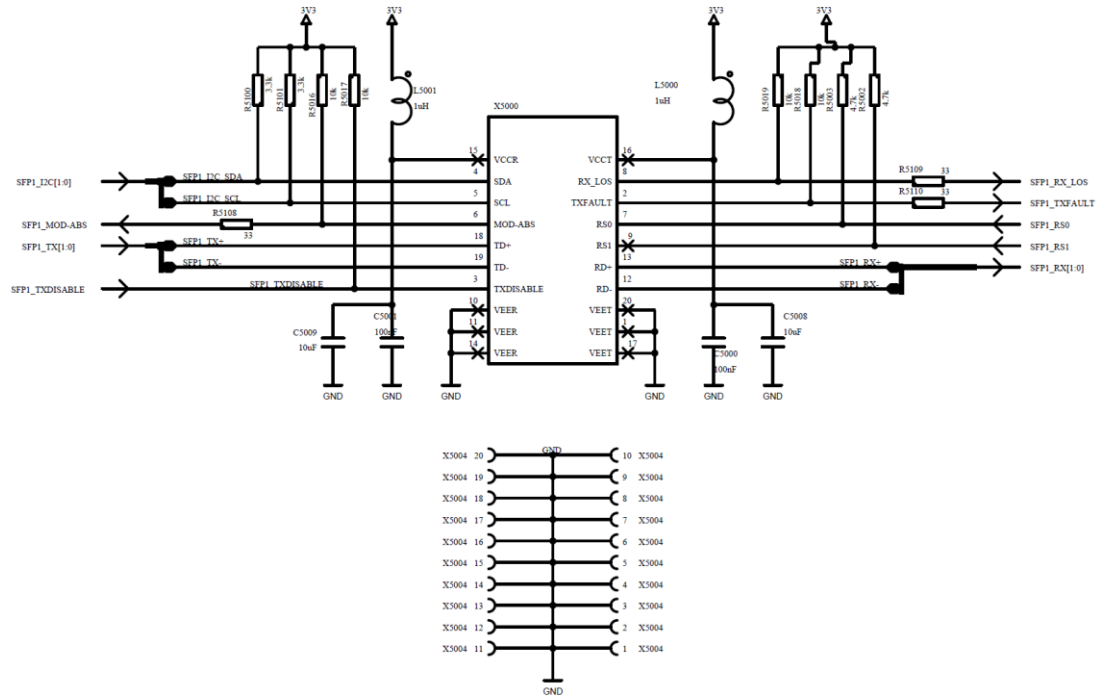 3V3 3V3 3V3 3V3
R5100 3.3k R5101 3.3k R5016 10k R5017 10k
L5001
1uH
L5000
1uH
R5019 10k R5018 10k R5003 4.7k R5002 4.7k
X5000
15 VCCR VCCT 16
SFP1_I2C[1:0] SFP1_I2C_SDA 4 SDA RX_LOS 8 R5109 33 SFP1_RX_LOS
SFP1_I2C_SCL 5 SCL TXFAULT 2 R5110 33 SFP1_TXFAULT
SFP1_MOD-ABS R5108 33 6 MOD-ABS RS0 7 SFP1_RS0
SFP1_TX[1:0] SFP1_TX+ 18 TD+ RS1 9 SFP1_RS1
SFP1_TX- 19 TD- RD+ 13 SFP1_RX+ SFP1_RX[1:0]
SFP1_TXDISABLE SFP1_TXDISABLE 3 TXDISABLE RD- 12 SFP1_RX-
10 VEER VEET 20
11 VEER VEET 1
14 VEER VEET 17
C5009
10uF
C5001
100nF
C5000
100nF
C5008
10uF
GND GND GND GND GND GND
GND
X5004 20 10 X5004
X5004 19 9 X5004
X5004 18 8 X5004
X5004 17 7 X5004
X5004 16 6 X5004
X5004 15 5 X5004
X5004 14 4 X5004
X5004 13 3 X5004
X5004 12 2 X5004
X5004 11 1 X5004
GND